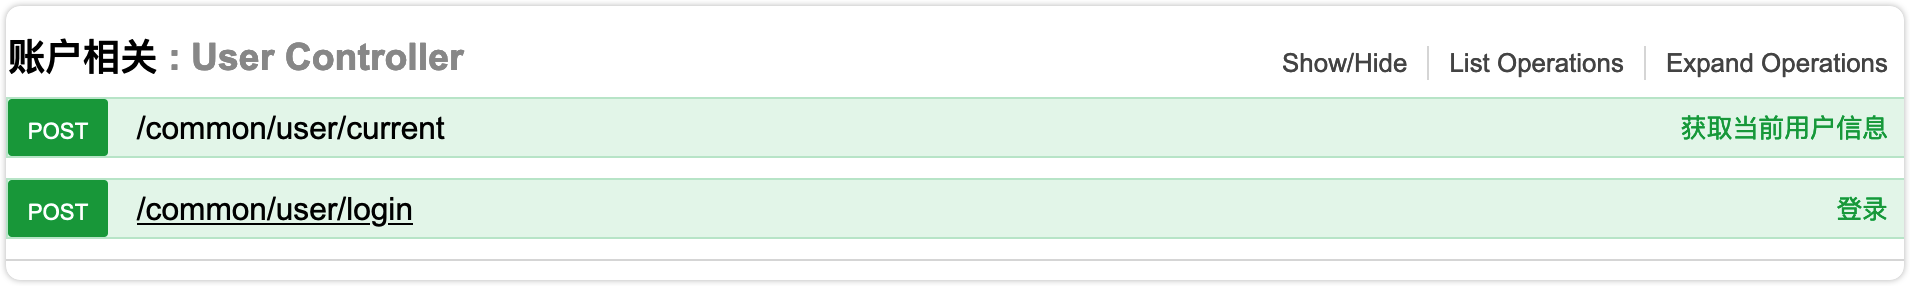 账户相关 : User Controller Show/Hide List Operations Expand Operations
POST /common/user/current 获取当前用户信息
POST /common/user/login 登录